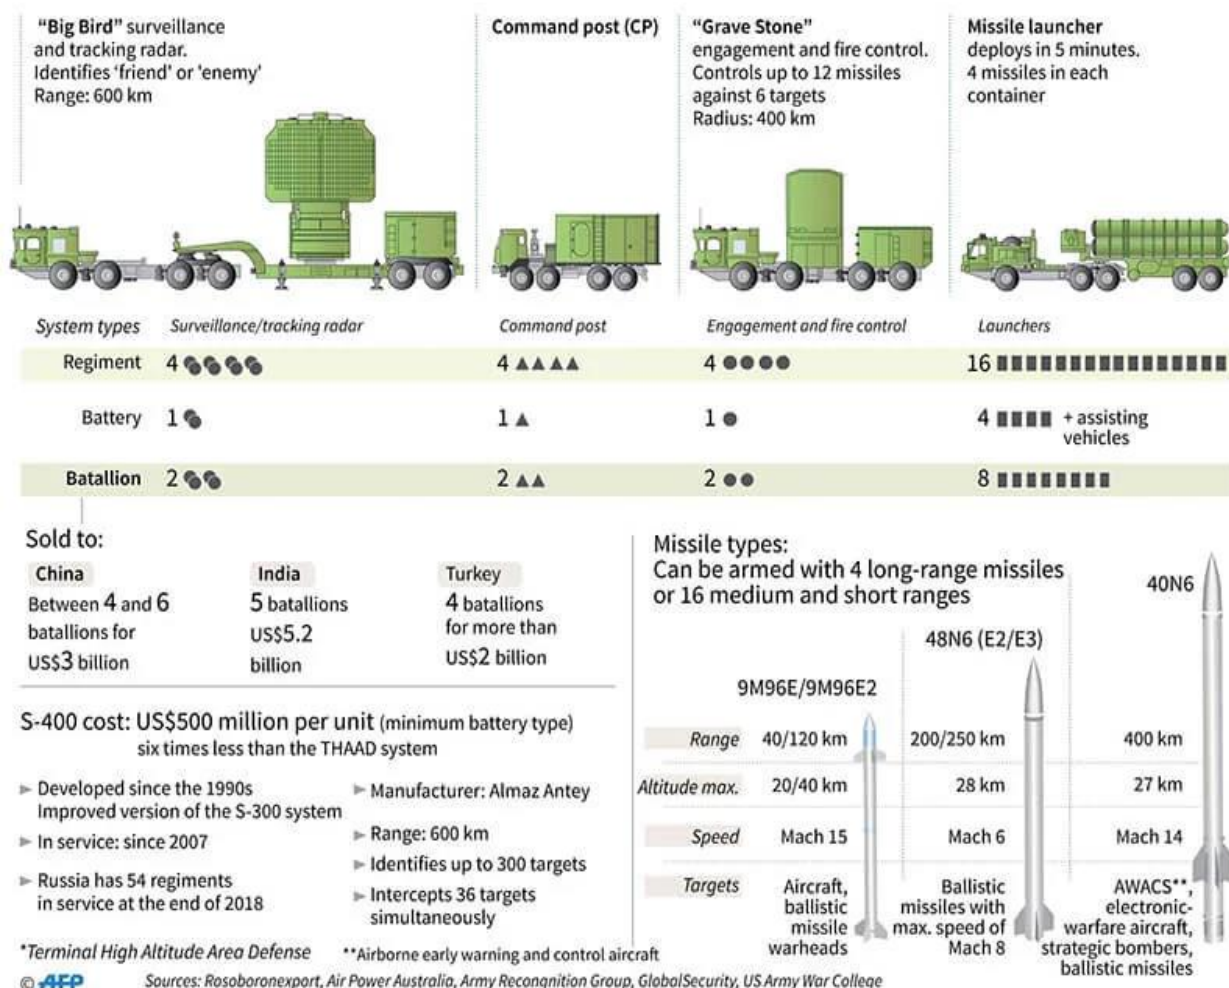 “Big Bird” surveillance
and tracking radar.
Identifies ‘friend’ or 'enemy’
Range: 600 km
Command post (CP)
“Grave Stone”
engagement and fire control.
Controls up to 12 missiles
against 6 targets
Radius: 400 km
Missile launcher
deploys in 5 minutes.
4 missiles in each
container
System types Surveillance/tracking radar Command post Engagement and fire control Launchers
Regiment 4 4 4 16
Battery 1 1 1 4 + assisting
vehicles
Batallion 2 2 2 8
Sold to:
China
Between 4 and 6
batallions for
US$3 billion
India
5 batallions
US$5.2
billion
Turkey
4 batallions
for more than
US$2 billion
S-400 cost: US$500 million per unit (minimum battery type)
six times less than the THAAD system
► Developed since the 1990s
Improved version of the S-300 system
► In service: since 2007
► Russia has 54 regiments
in service at the end of 2018
► Manufacturer: Almaz Antey
► Range: 600 km
► Identifies up to 300 targets
► Intercepts 36 targets
simultaneously
Missile types:
Can be armed with 4 long-range missiles
or 16 medium and short ranges
9M96E/9M96E2 48N6 (E2/E3) 40N6
Range 40/120 km 200/250 km 400 km
Altitude max. 20/40 km 28 km 27 km
Speed Mach 15 Mach 6 Mach 14
Targets
Aircraft,
ballistic
missile
warheads
Ballistic
missiles with
max. speed of
Mach 8
AWACS**,
electronic-
warfare aircraft,
strategic bombers,
ballistic missiles
*Terminal High Altitude Area Defense **Airborne early warning and control aircraft
© AFP Sources: Rosoboronexport, Air Power Australia, Army Recognition Group, GlobalSecurity, US Army War College